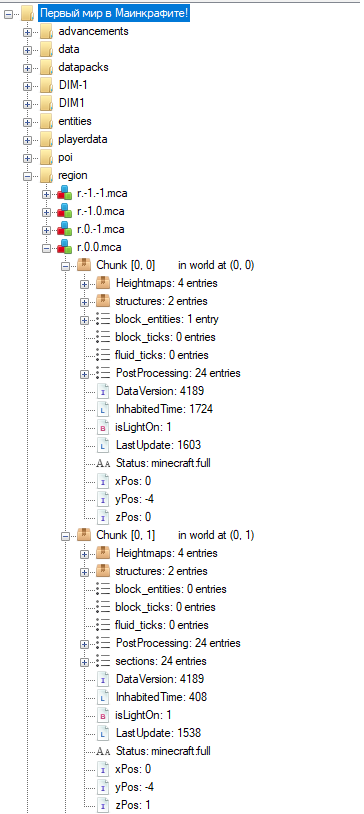 Первый мир в Маинкрафите!
advancements
data
datapacks
DIM-1
DIM1
entities
playerdata
poi
region
r.-1.-1.mca
r.-1.0.mca
r.0.-1.mca
r.0.0.mca
Chunk [0, 0] in world at (0, 0)
Heightmaps: 4 entries
structures: 2 entries
block_entities: 1 entry
block_ticks: 0 entries
fluid_ticks: 0 entries
PostProcessing: 24 entries
DataVersion: 4189
InhabitedTime: 1724
isLightOn: 1
LastUpdate: 1603
Status: minecraft:full
xPos: 0
yPos: -4
zPos: 0
Chunk [0, 1] in world at (0, 1)
Heightmaps: 4 entries
structures: 2 entries
block_entities: 0 entries
block_ticks: 0 entries
fluid_ticks: 0 entries
PostProcessing: 24 entries
sections: 24 entries
DataVersion: 4189
InhabitedTime: 408
isLightOn: 1
LastUpdate: 1538
Status: minecraft:full
xPos: 0
yPos: -4
zPos: 1